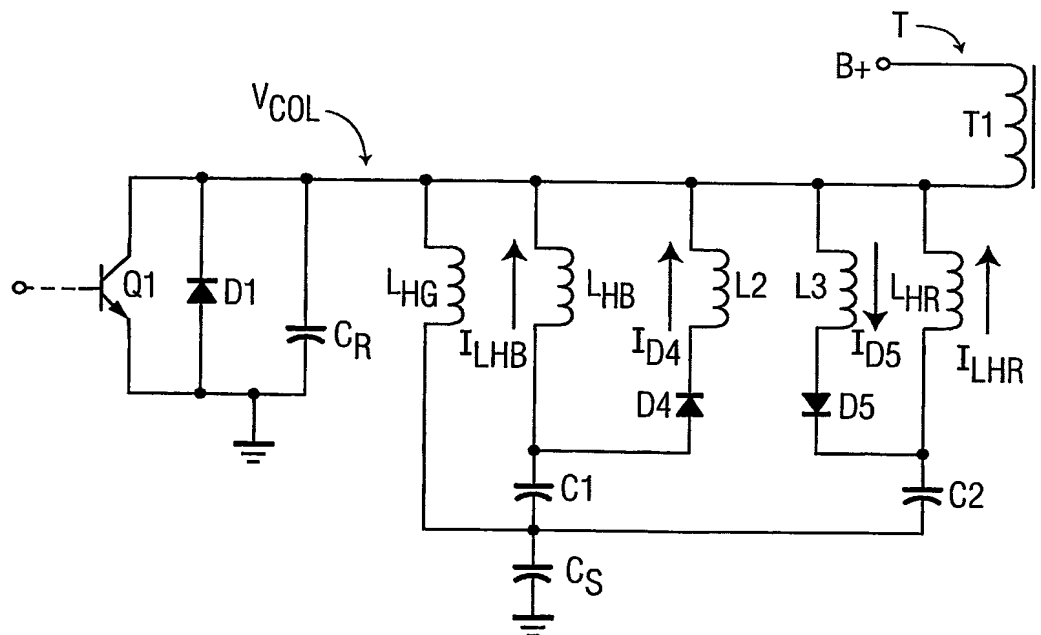 T
B+
T1
VCOL
Q1
D1
CR
LHG
LHB
L2
L3
LHR
ILHB
ID4
ID5
ILHR
D4
D5
C1
C2
CS